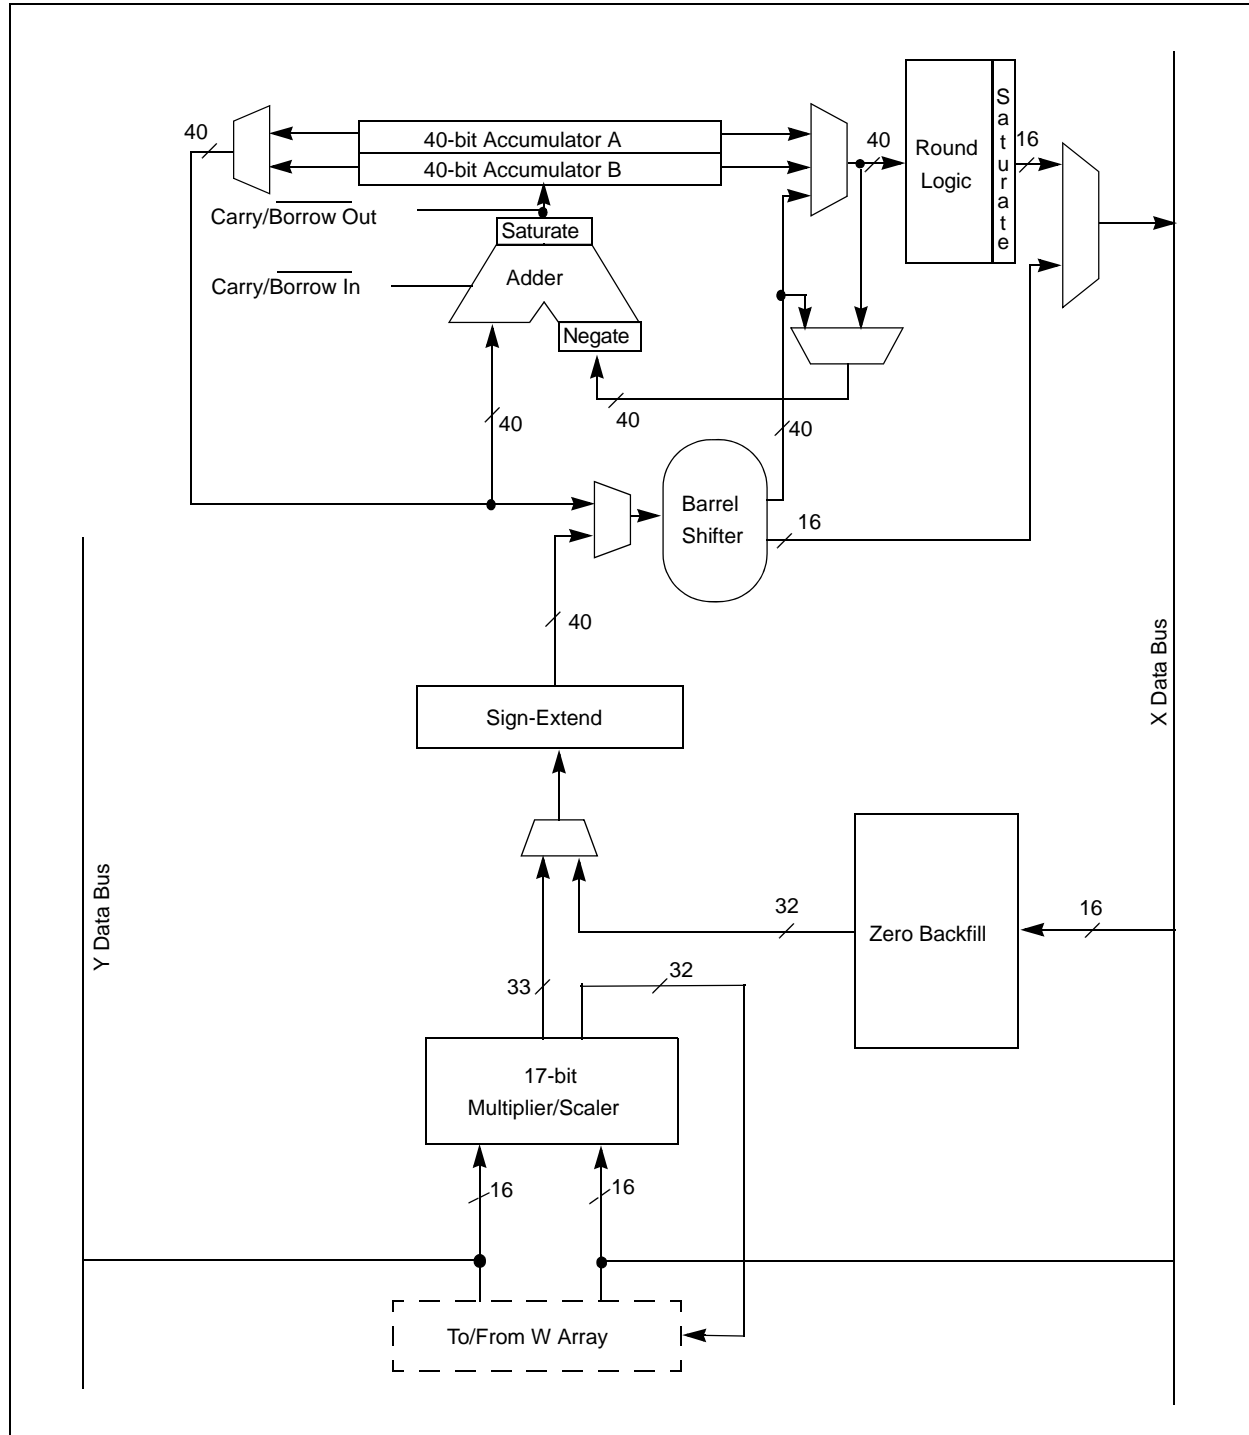 40
40-bit Accumulator A
40-bit Accumulator B
40
Round
Logic
Saturate
16
Carry/Borrow Out
Saturate
Carry/Borrow In
Adder
Negate
40
40
40
Barrel
Shifter
16
40
Sign-Extend
X Data Bus
Y Data Bus
32
Zero Backfill
16
33
32
17-bit
Multiplier/Scaler
16
16
To/From W Array